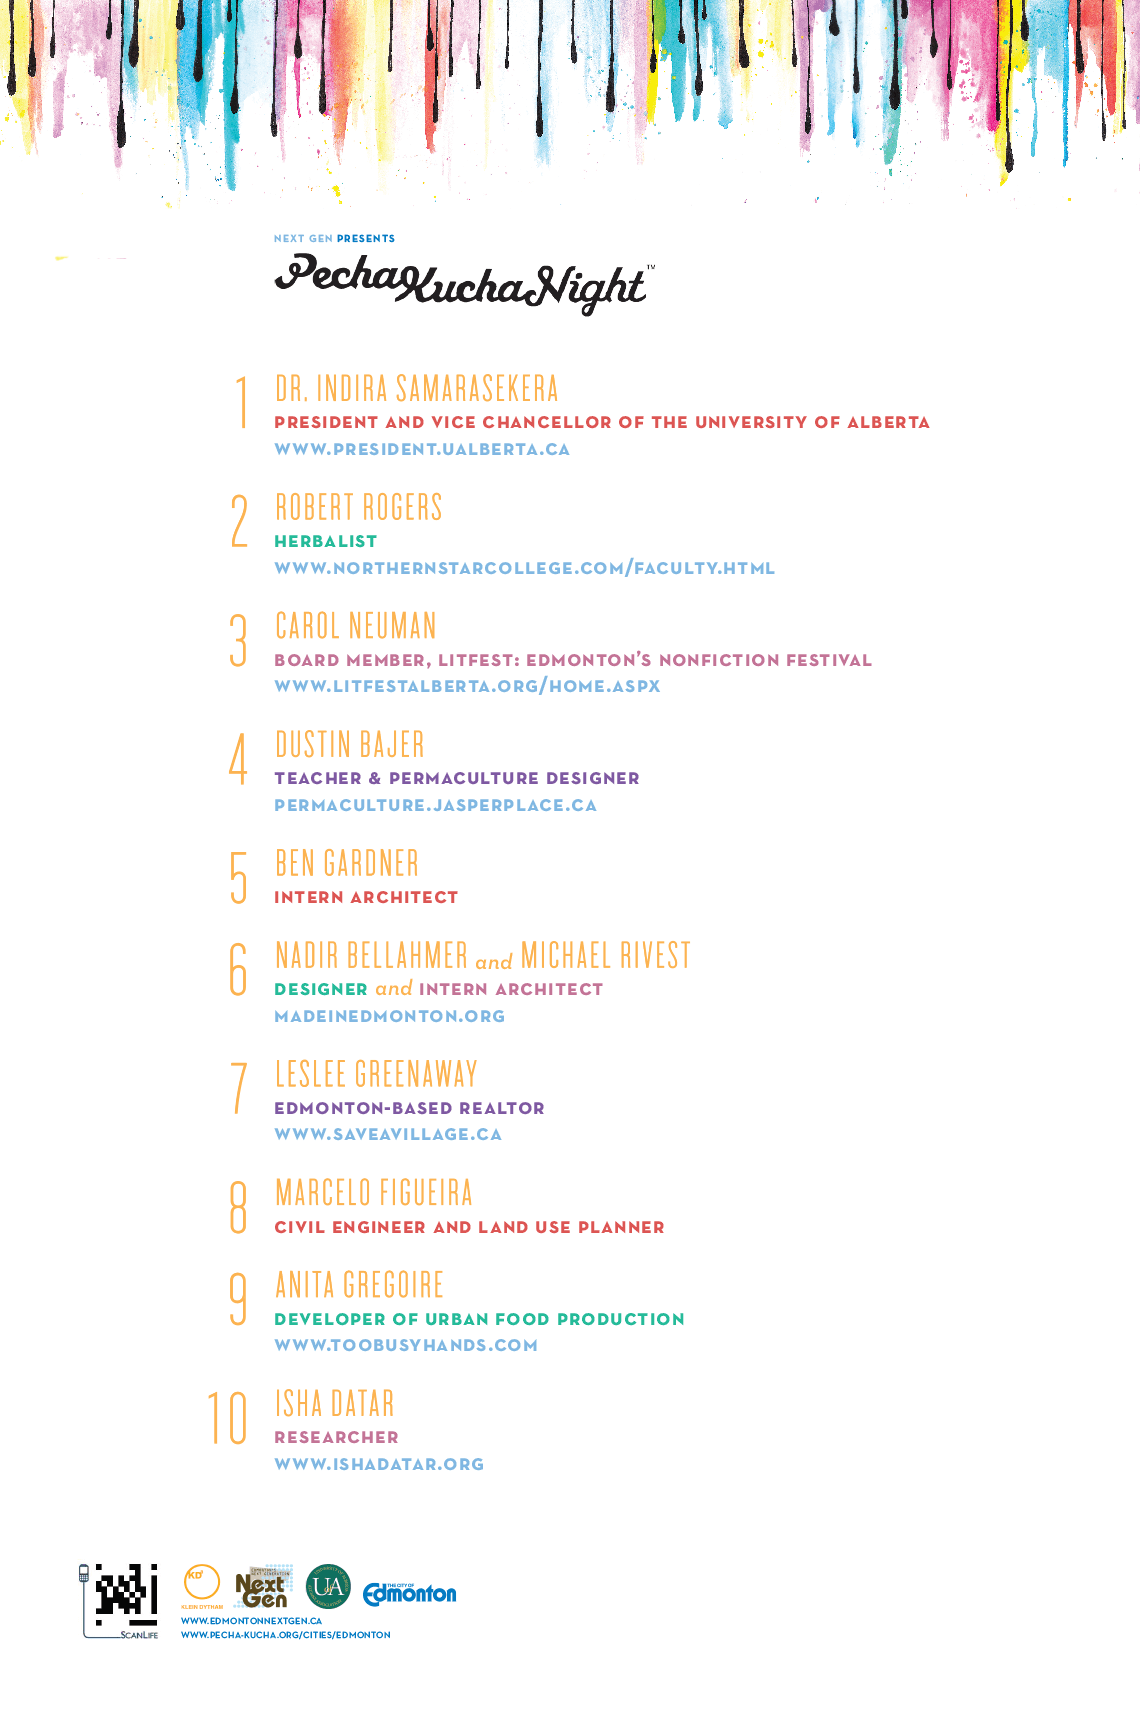 NEXT GEN PRESENTS
PechaKuchaNight™
1
DR. INDIRA SAMARASEKERA
PRESIDENT AND VICE CHANCELLOR OF THE UNIVERSITY OF ALBERTA
WWW.PRESIDENT.UALBERTA.CA
2
ROBERT ROGERS
HERBALIST
WWW.NORTHERNSTARCOLLEGE.COM/FACULTY.HTML
3
CAROL NEUMAN
BOARD MEMBER, LITFEST: EDMONTON’S NONFICTION FESTIVAL
WWW.LITFESTALBERTA.ORG/HOME.ASPX
4
DUSTIN BAJER
TEACHER & PERMACULTURE DESIGNER
PERMACULTURE.JASPERPLACE.CA
5
BEN GARDNER
INTERN ARCHITECT
6
NADIR BELLAHMER and MICHAEL RIVEST
DESIGNER and INTERN ARCHITECT
MADEINEDMONTON.ORG
7
LESLEE GREENAWAY
EDMONTON-BASED REALTOR
WWW.SAVEAVILLAGE.CA
8
MARCELO FIGUEIRA
CIVIL ENGINEER AND LAND USE PLANNER
9
ANITA GREGOIRE
DEVELOPER OF URBAN FOOD PRODUCTION
WWW.TOOBUSYHANDS.COM
10
ISHA DATAR
RESEARCHER
WWW.ISHADATAR.ORG
SCANLIFE
KD
KLEIN DYTHAM
EDMONTON'S
NEXT GENERATION
Next
Gen
UA
THE CITY OF
Edmonton
WWW.EDMONTONNEXTGEN.CA
WWW.PECHA-KUCHA.ORG/CITIES/EDMONTON